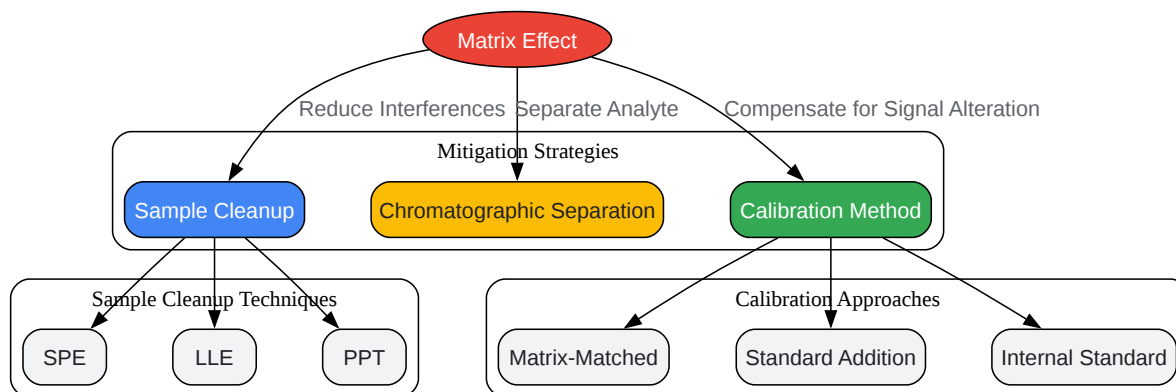 Matrix Effect
Reduce Interferences
Separate Analyte
Compensate for Signal Alteration
Mitigation Strategies
Sample Cleanup
Chromatographic Separation
Calibration Method
Sample Cleanup Techniques
Calibration Approaches
SPE
LLE
PPT
Matrix-Matched
Standard Addition
Internal Standard